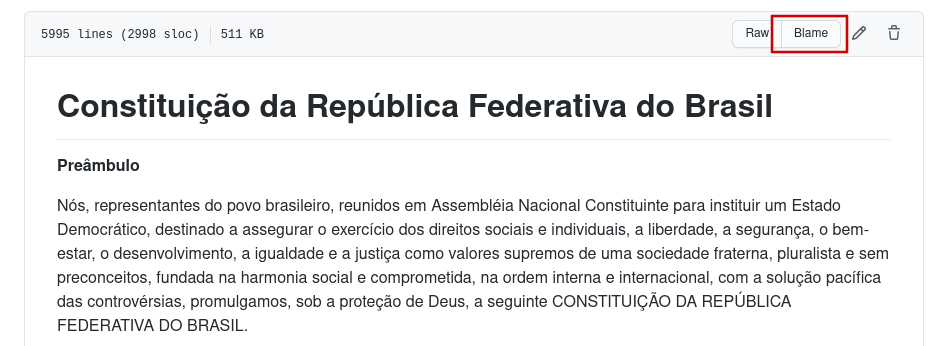 5995 lines (2998 sloc) 511 KB Raw Blame
Constituição da República Federativa do Brasil
Preâmbulo
Nós, representantes do povo brasileiro, reunidos em Assembléia Nacional Constituinte para instituir um Estado
Democrático, destinado a assegurar o exercício dos direitos sociais e individuais, a liberdade, a segurança, o bem-
estar, o desenvolvimento, a igualdade e a justiça como valores supremos de uma sociedade fraterna, pluralista e sem
preconceitos, fundada na harmonia social e comprometida, na ordem interna e internacional, com a solução pacífica
das controvérsias, promulgamos, sob a proteção de Deus, a seguinte CONSTITUIÇÃO DA REPÚBLICA
FEDERATIVA DO BRASIL.